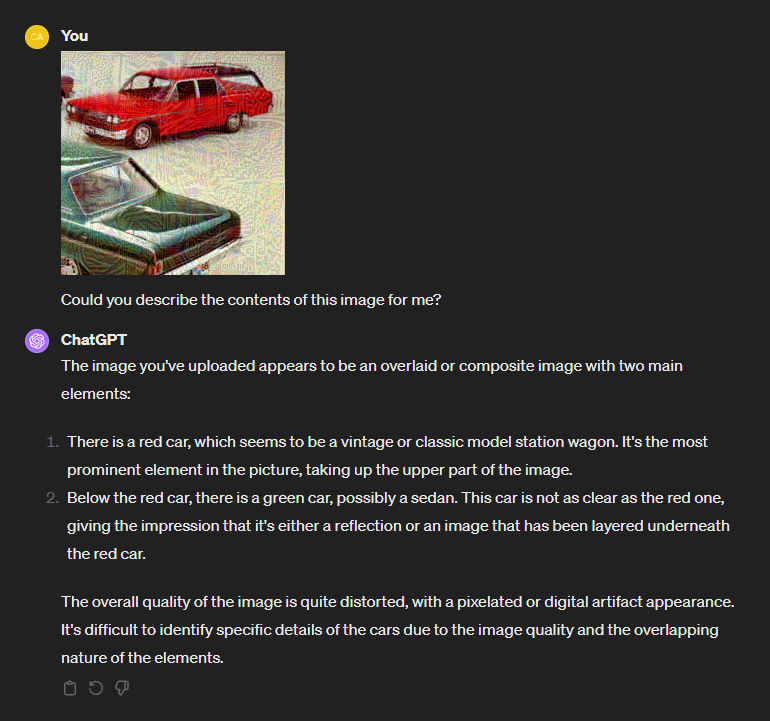 CA
You
Could you describe the contents of this image for me?
ChatGPT
The image you've uploaded appears to be an overlaid or composite image with two main
elements:
1. There is a red car, which seems to be a vintage or classic model station wagon. It's the most
prominent element in the picture, taking up the upper part of the image.
2. Below the red car, there is a green car, possibly a sedan. This car is not as clear as the red one,
giving the impression that it's either a reflection or an image that has been layered underneath
the red car.
The overall quality of the image is quite distorted, with a pixelated or digital artifact appearance.
It's difficult to identify specific details of the cars due to the image quality and the overlapping
nature of the elements.